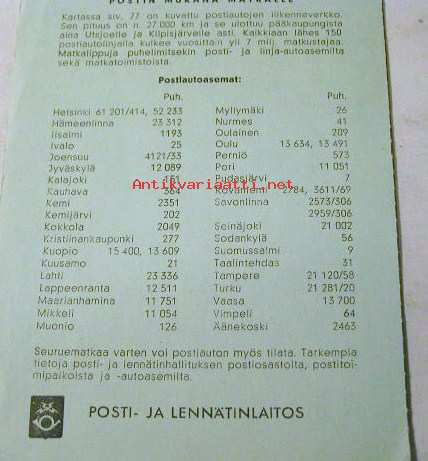 POSTIN MUKANA MATKALLE
Kartassa siv. 77 on kuvattu postiautojen liikenneverkko.
Sen pituus on n. 27 000 km ja se ulottuu pääkaupungista
aina Utsjoelle ja Kilpisjärvelle asti. Kaikkiaan lähes 150
postiautolinjalla kulkee vuosittain yli 7 milj. matkustajaa.
Matkalippuja puhelimitsekin posti- ja linja-autoasemilta
sekä matkatoimistoista.
Postiautoasemat:
Puh.
Helsinki 61 201/414, 52 233
Hämeenlinna 23 312
Iisalmi 1193
Ivalo 25
Joensuu 4121/33
Jyväskylä 12 089
Kalajoki 161
Kauhava 364
Kemi 2351
Kemijärvi 202
Kokkola 2049
Kristiinankaupunki 277
Kuopio 15 400, 13 609
Kuusamo 21
Lahti 23 336
Lappeenranta 12 511
Maarianhamina 11 751
Mikkeli 11 054
Muonio 126
Puh.
Myllymäki 26
Nurmes 41
Oulainen 209
Oulu 13 634, 13 491
Perniö 573
Pori 11 051
Pudasjärvi 7
Rovaniemi 2784, 3611/69
Savonlinna 2573/306
2959/306
Seinäjoki 21 002
Sodankylä 56
Suomussalmi 9
Taalintehdas 31
Tampere 21 120/58
Turku 21 281/20
Vaasa 13 700
Vimpeli 64
Äänekoski 2463
Antikvariaatti.net
Seuruematkaa varten voi postiauton myös tilata. Tarkempia
tietoja posti- ja lennätinhallituksen postiosastolta, postitoi-
mipaikoista ja -autoasemilta.
POSTI- JA LENNÄTINLAITOS